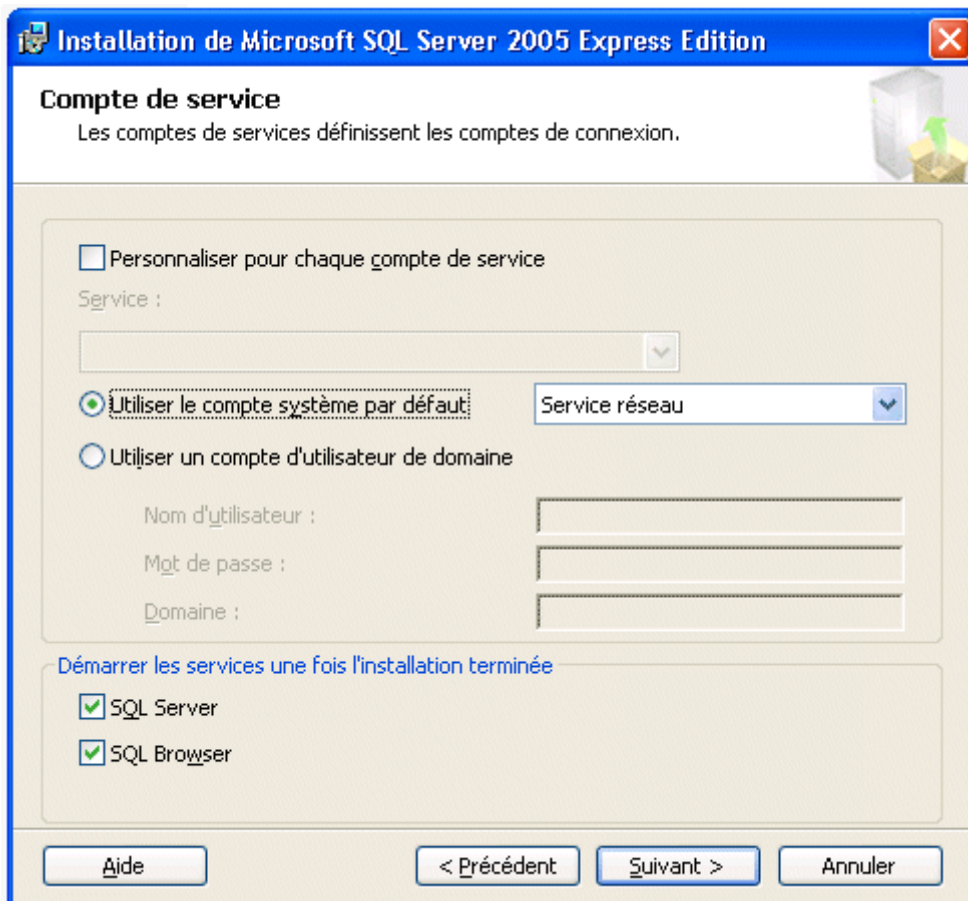 Installation de Microsoft SQL Server 2005 Express Edition
Compte de service
Les comptes de services définissent les comptes de connexion.
Personnaliser pour chaque compte de service
Service :
Utiliser le compte système par défaut
Service réseau
Utiliser un compte d'utilisateur de domaine
Nom d'utilisateur :
Mot de passe :
Domaine :
Démarrer les services une fois l'installation terminée
SQL Server
SQL Browser
Aide
< Précédent
Suivant >
Annuler